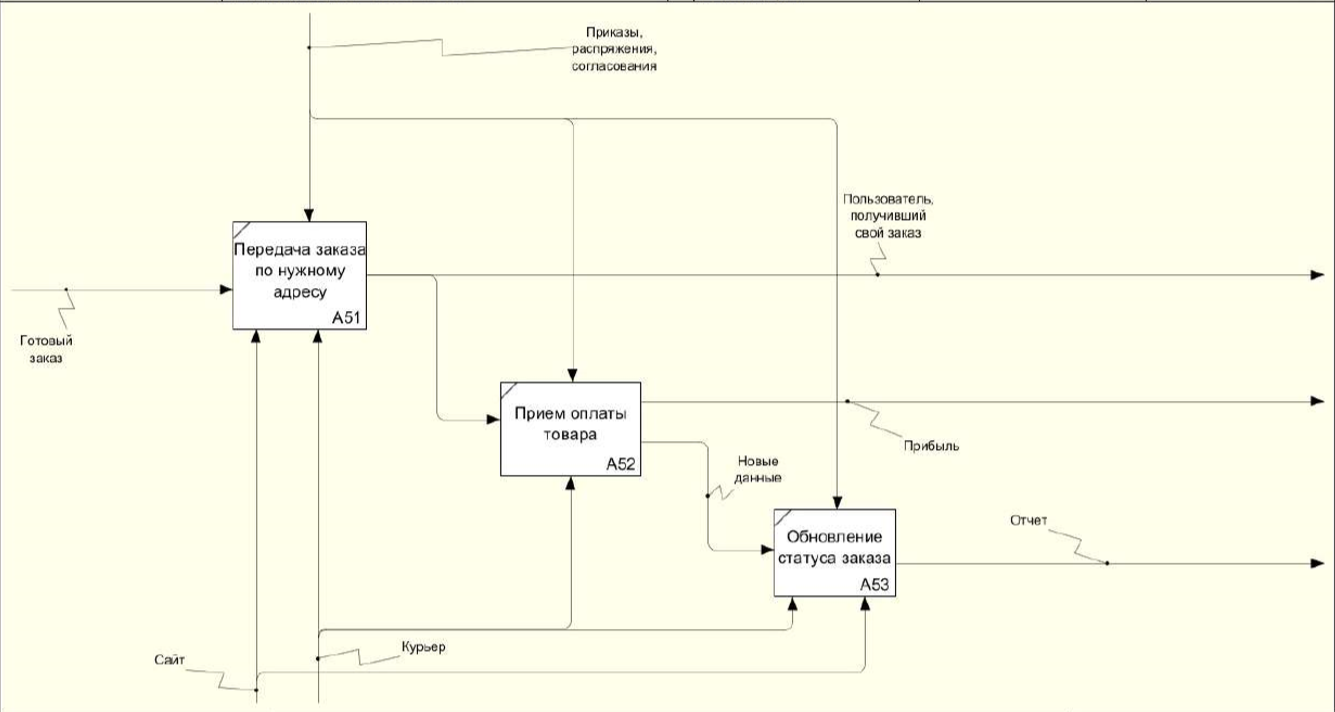 Приказы,
распряжения,
согласования
Пользователь,
получивший
свой заказ
Передача заказа
по нужному
адресу
A51
Готовый
заказ
Прием оплаты
товара
A52
Прибыль
Новые
данные
Отчет
Обновление
статуса заказа
A53
Курьер
Сайт